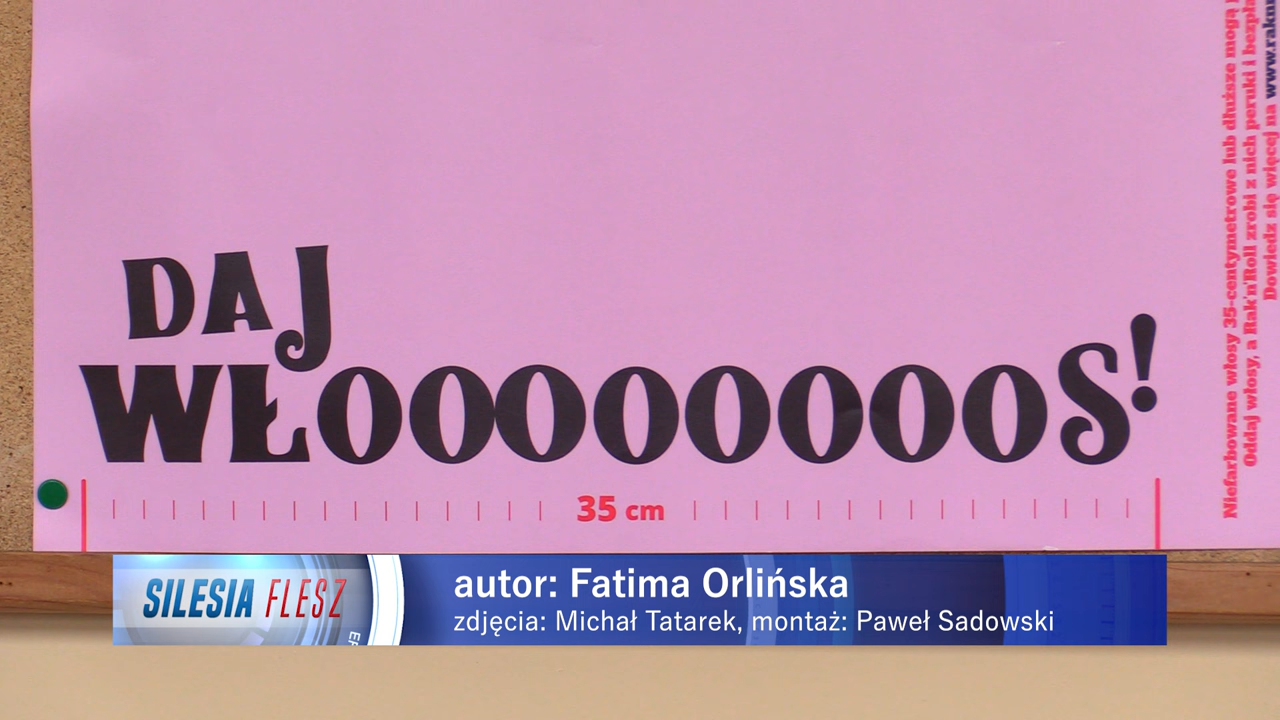 DAJ
WŁOOOOOOOOS!
35 cm
Niefarbowane włosy 35-centymetrowe lub dłuższe mogą
Oddaj włosy, a Rak'n'Roll zrobi z nich peruki i
Dowiedz się więcej na
SILESIA FLESZ
autor: Fatima Orlińska
zdjęcia: Michał Tatarek, montaż: Paweł Sadowski